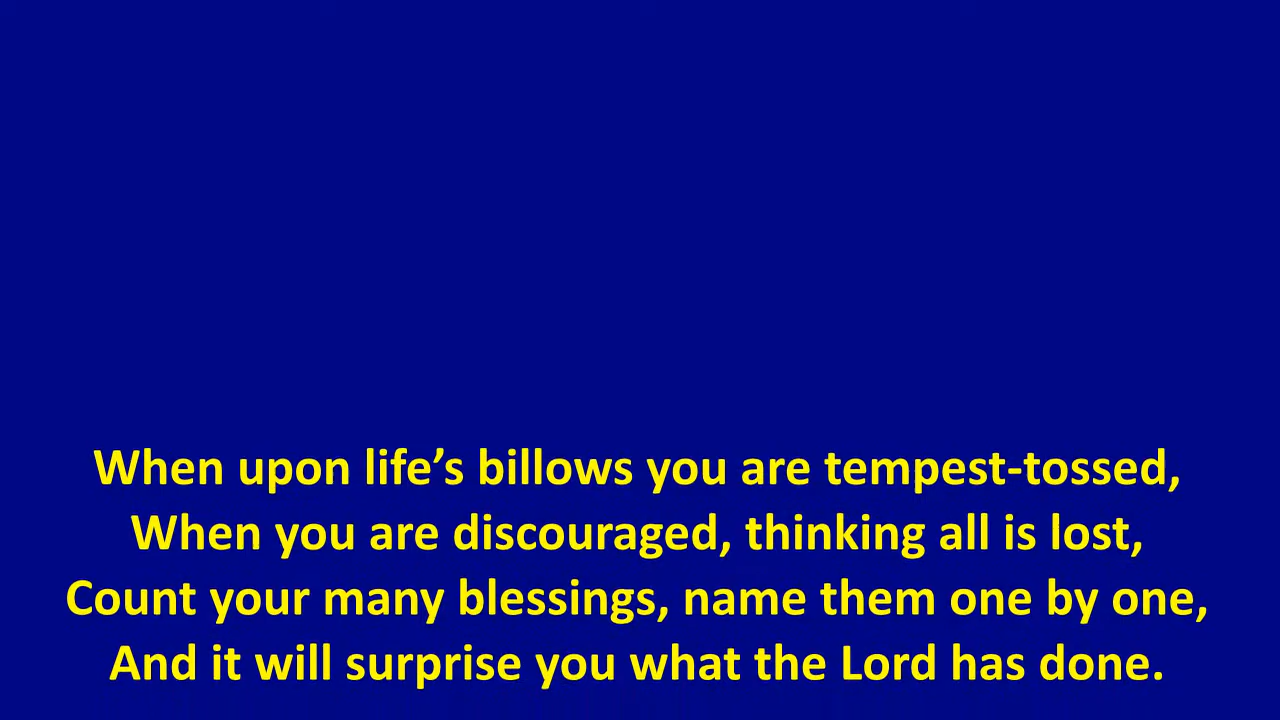 When upon life’s billows you are tempest-tossed,
When you are discouraged, thinking all is lost,
Count your many blessings, name them one by one,
And it will surprise you what the Lord has done.